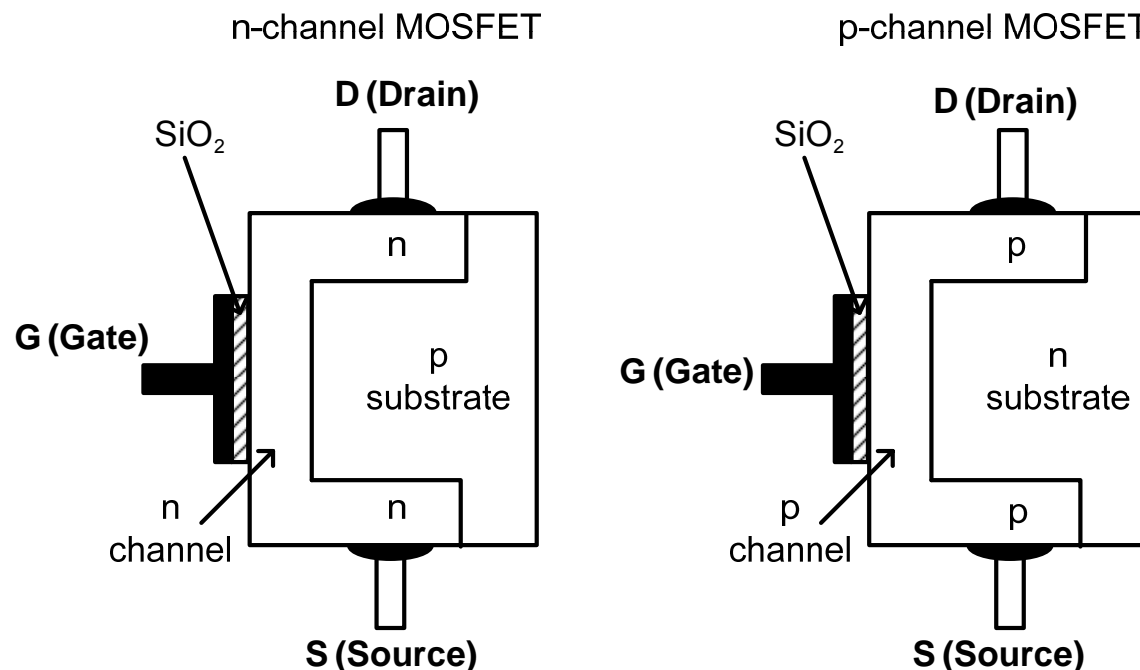 n-channel MOSFET
D (Drain)
SiO₂
n
G (Gate)
p
substrate
n
channel
n
S (Source)
p-channel MOSFET
D (Drain)
SiO₂
p
G (Gate)
n
substrate
p
channel
p
S (Source)